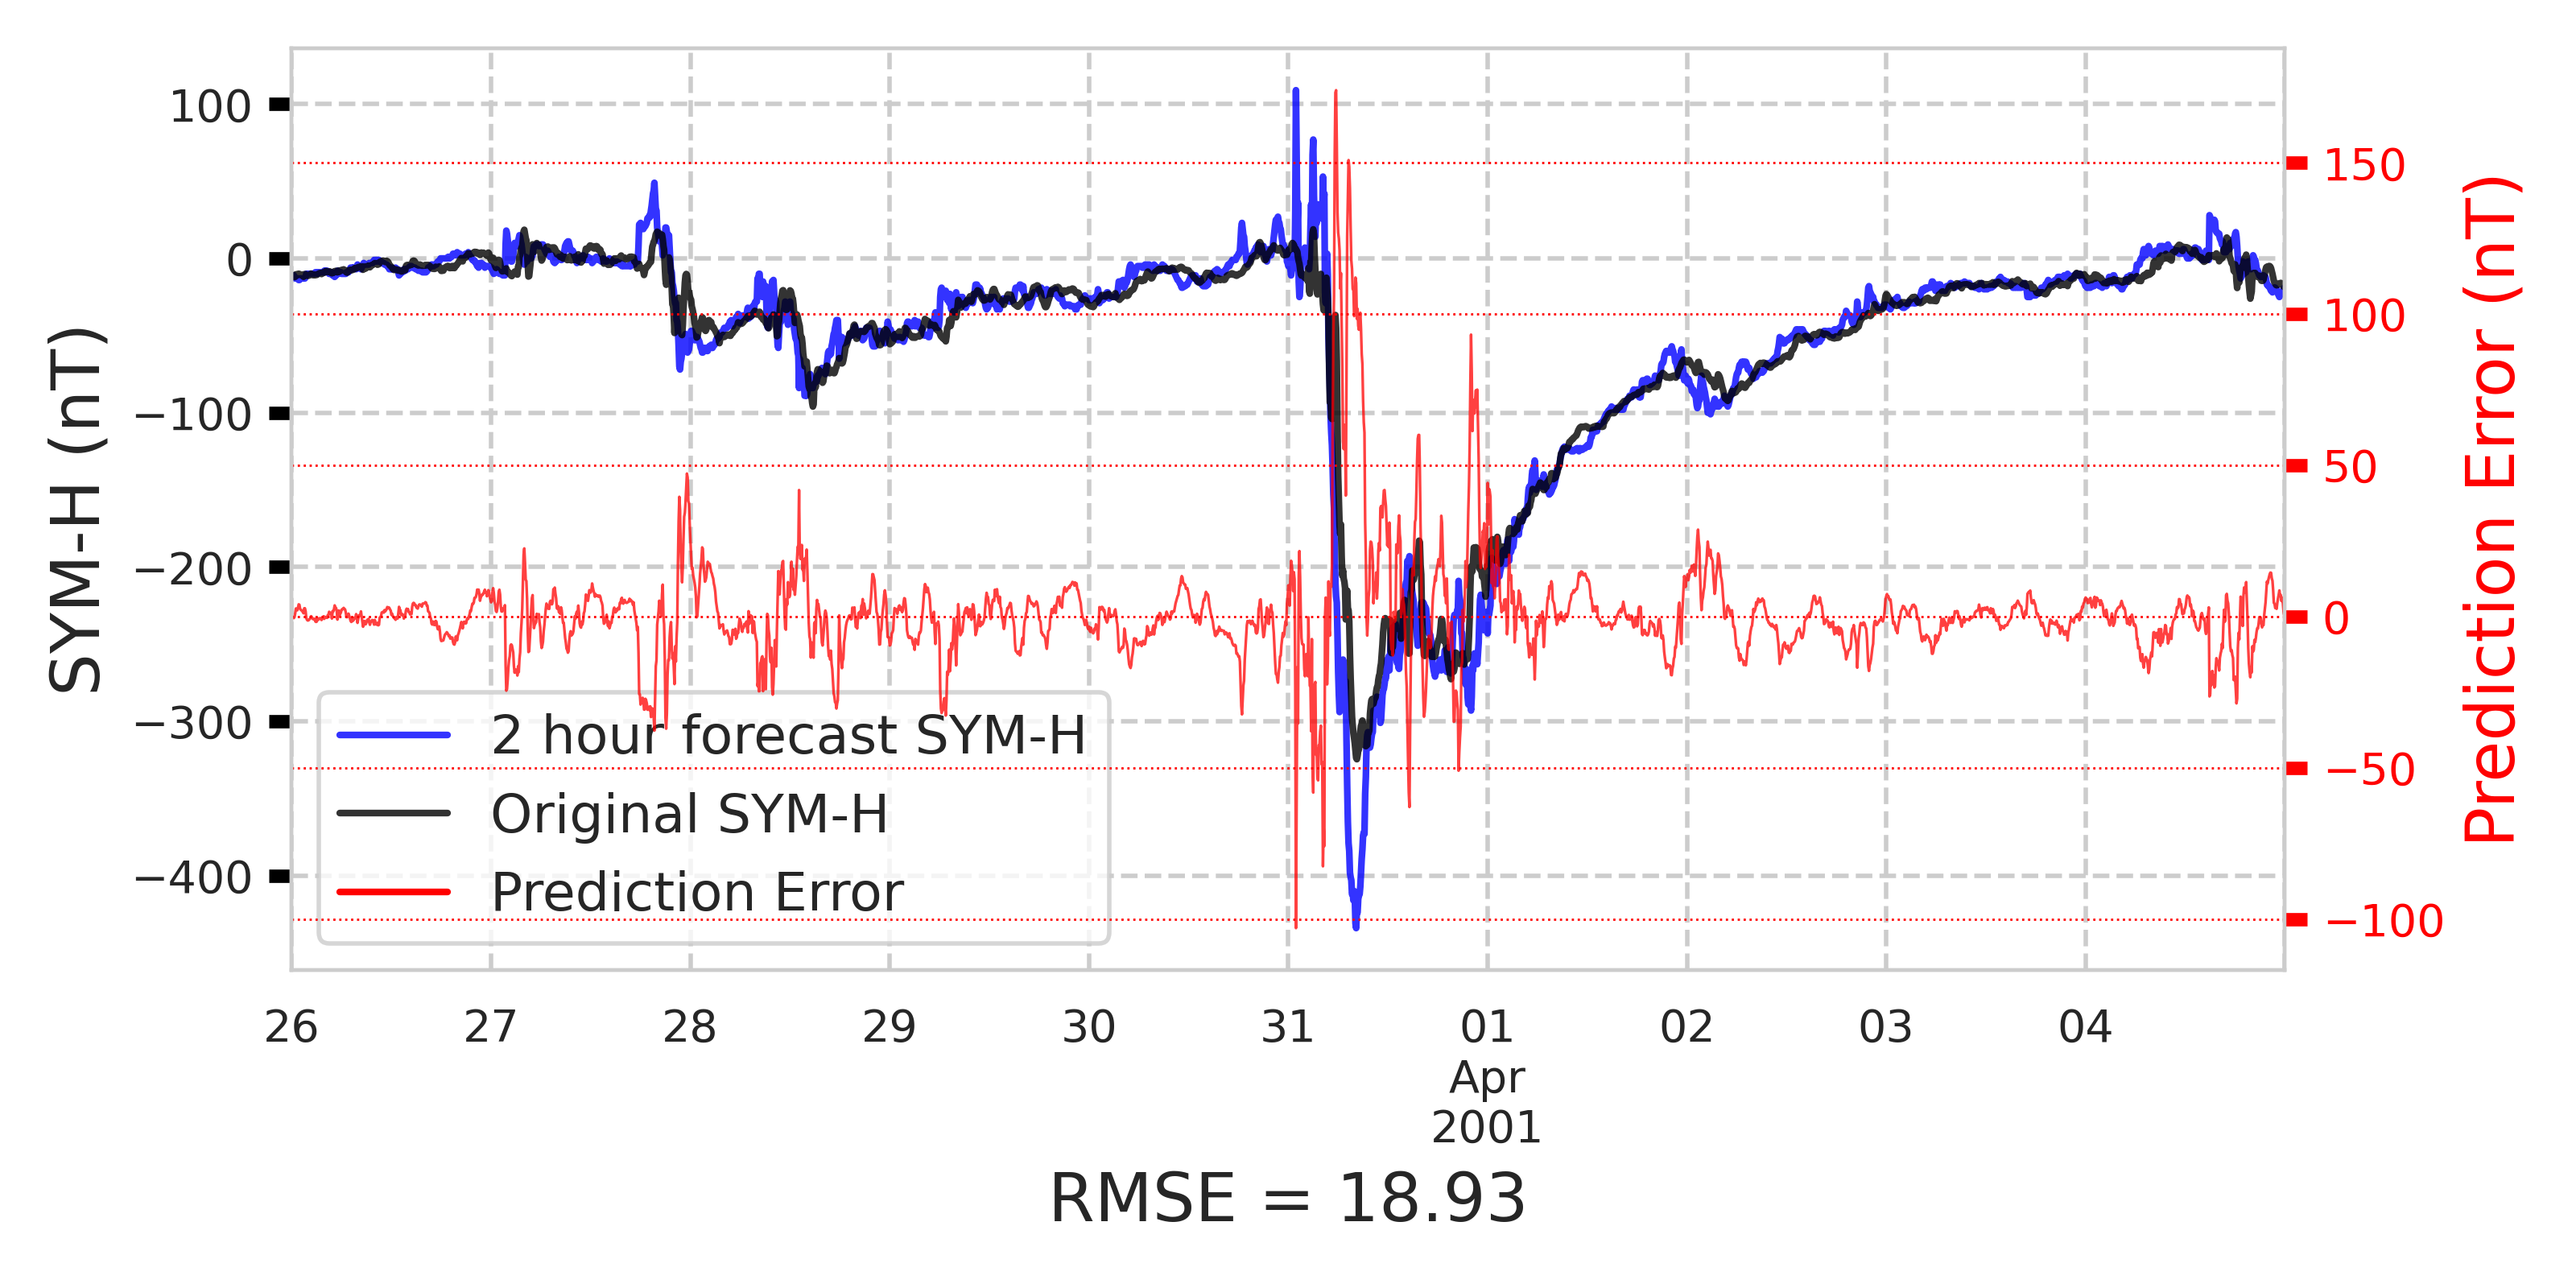 SYM-H (nT)
100
0
−100
−200
−300
−400
150
100
50
0
−50
−100
Prediction Error (nT)
2 hour forecast SYM-H
Original SYM-H
Prediction Error
26 27 28 29 30 31 01 02 03 04
Apr
2001
RMSE = 18.93